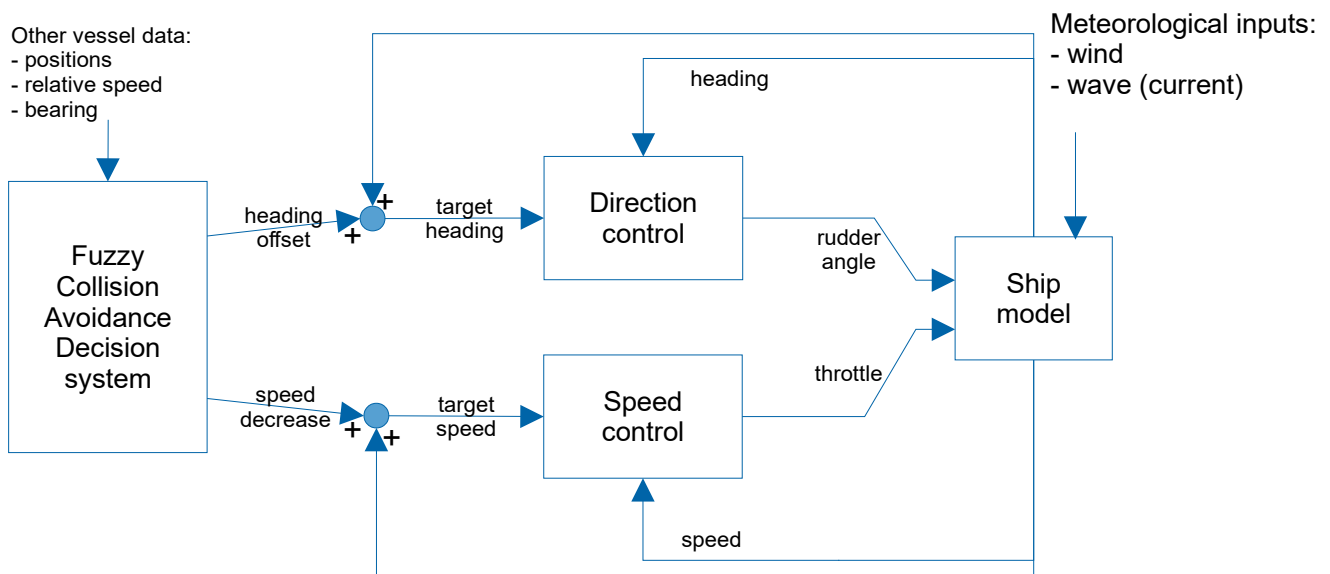 Other vessel data:
- positions
- relative speed
- bearing
Meteorological inputs:
- wind
- wave (current)
heading
Fuzzy
Collision
Avoidance
Decision
system
heading
offset
+
+
target
heading
Direction
control
rudder
angle
Ship
model
speed
decrease
+
+
target
speed
Speed
control
throttle
speed